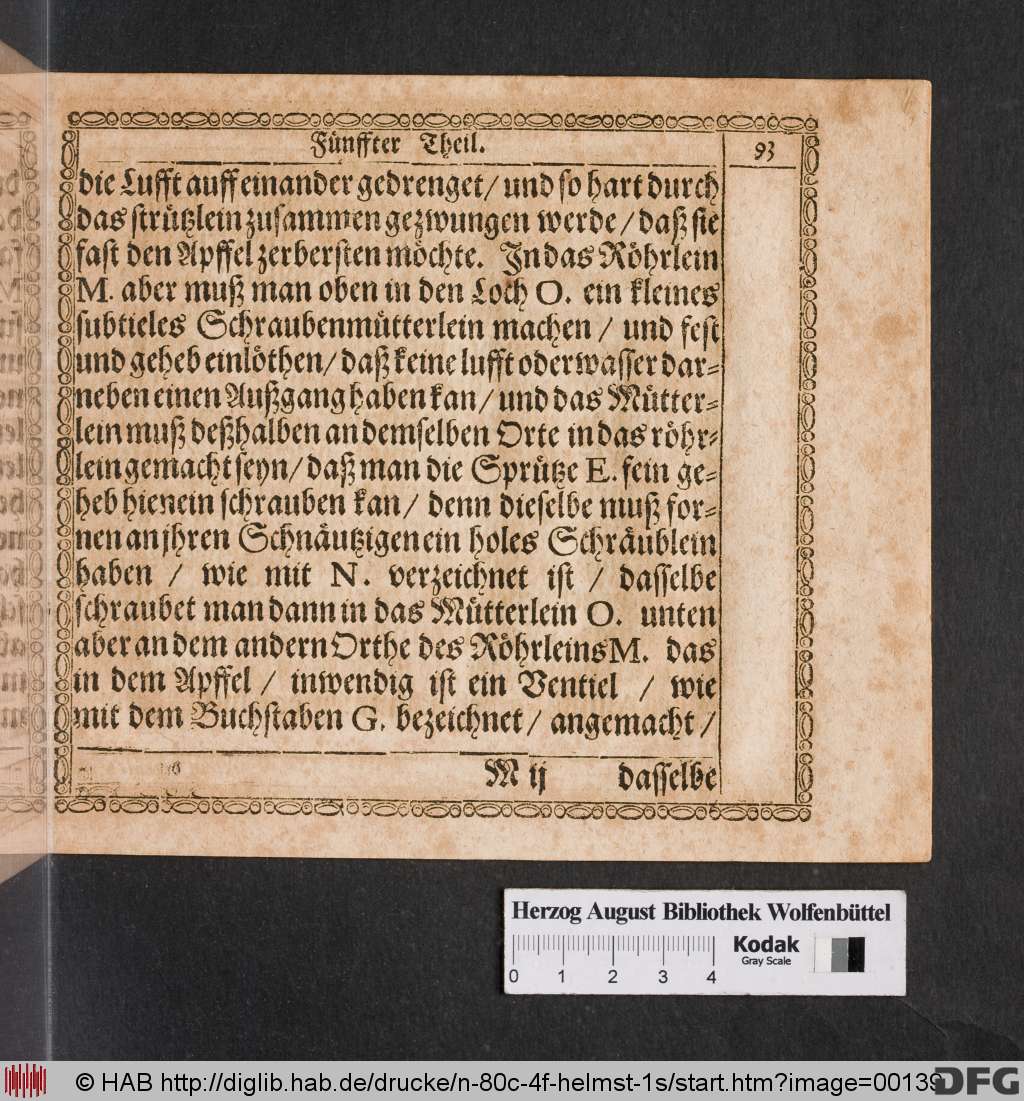 Fünffter Theil. 93
die Lufft auff einander gedrenget / und so hart durch
das strützlein zusammen gezwungen werde / daß sie
fast den Apffel zerbersten möchte. In das Röhrlein
M. aber muß man oben in den Loch O. ein kleines
subtieles Schraubenmütterlein machen / und fest
und geheb einlöthen / daß keine lufft oder wasser dar=
neben einen Außgang haben kan / und das Mütter=
lein muß deßhalben an demselben Orte in das röhr=
lein gemacht seyn / daß man die Sprütze E. fein ge=
heb hienein schrauben kan / denn dieselbe muß for=
nen an jhren Schnäutzigen ein holes Schräublein
haben / wie mit N. verzeichnet ist / dasselbe
schraubet man dann in das Mütterlein O. unten
aber an dem andern Orthe des Röhrleins M. das
in dem Apffel / inwendig ist ein Ventiel / wie
mit dem Buchstaben G. bezeichnet / angemacht /
M ij dasselbe
Herzog August Bibliothek Wolfenbüttel
Kodak
Gray Scale
0 1 2 3 4
© HAB http://diglib.hab.de/drucke/n-80c-4f-helmst-1s/start.htm?image=00139
DFG